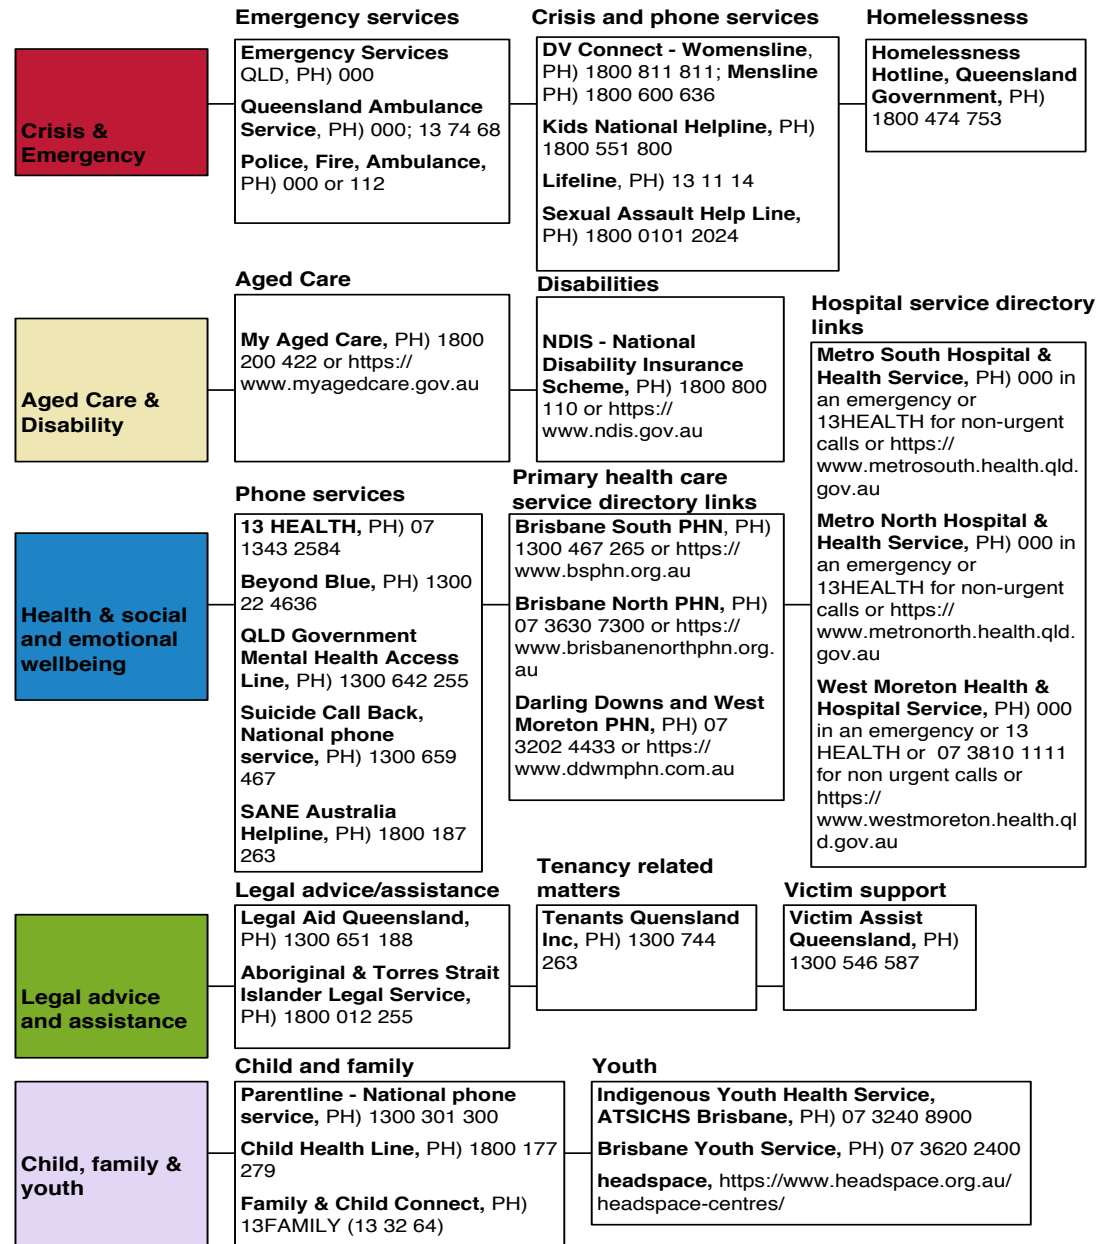 Emergency services
Crisis and phone services
Homelessness
Crisis &
Emergency
Emergency Services
QLD, PH) 000
Queensland Ambulance
Service, PH) 000; 13 74 68
Police, Fire, Ambulance,
PH) 000 or 112
DV Connect - Womensline,
PH) 1800 811 811; Mensline
PH) 1800 600 636
Kids National Helpline, PH)
1800 551 800
Lifeline, PH) 13 11 14
Sexual Assault Help Line,
PH) 1800 0101 2024
Homelessness
Hotline, Queensland
Government, PH)
1800 474 753
Aged Care
Disabilities
Aged Care &
Disability
My Aged Care, PH) 1800
200 422 or https://
www.myagedcare.gov.au
NDIS - National
Disability Insurance
Scheme, PH) 1800 800
110 or https://
www.ndis.gov.au
Phone services
Primary health care
service directory links
Hospital service directory
links
Health & social
and emotional
wellbeing
13 HEALTH, PH) 07
1343 2584
Beyond Blue, PH) 1300
22 4636
QLD Government
Mental Health Access
Line, PH) 1300 642 255
Suicide Call Back,
National phone
service, PH) 1300 659
467
SANE Australia
Helpline, PH) 1800 187
263
Brisbane South PHN, PH)
1300 467 265 or https://
www.bsphn.org.au
Brisbane North PHN, PH)
07 3630 7300 or https://
www.brisbanenorthphn.org.
au
Darling Downs and West
Moreton PHN, PH) 07
3202 4433 or https://
www.ddwmphn.com.au
Metro South Hospital &
Health Service, PH) 000 in
an emergency or
13HEALTH for non-urgent
calls or https://
www.metrosouth.health.qld.
gov.au
Metro North Hospital &
Health Service, PH) 000 in
an emergency or
13HEALTH for non-urgent
calls or https://
www.metronorth.health.qld.
gov.au
West Moreton Health &
Hospital Service, PH) 000
in an emergency or 13
HEALTH or  07 3810 1111
for non urgent calls or
https://
www.westmoreton.health.ql
d.gov.au
Legal advice/assistance
Tenancy related
matters
Victim support
Legal advice
and assistance
Legal Aid Queensland,
PH) 1300 651 188
Aboriginal & Torres Strait
Islander Legal Service,
PH) 1800 012 255
Tenants Quensland
Inc, PH) 1300 744
263
Victim Assist
Queensland, PH)
1300 546 587
Child and family
Youth
Child, family &
youth
Parentline - National phone
service, PH) 1300 301 300
Child Health Line, PH) 1800 177
279
Family & Child Connect, PH)
13FAMILY (13 32 64)
Indigenous Youth Health Service,
ATSICHS Brisbane, PH) 07 3240 8900
Brisbane Youth Service, PH) 07 3620 2400
headspace, https://www.headspace.org.au/
headspace-centres/